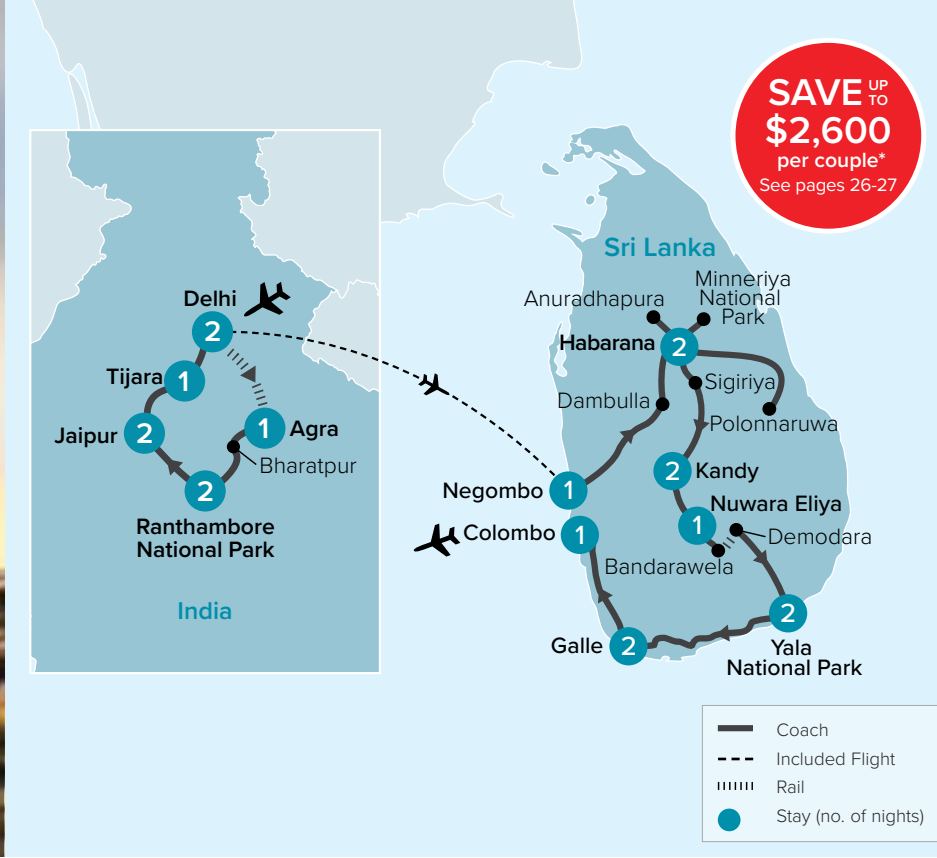 SAVE UP TO
$2,600
per couple*
See pages 26-27
Delhi
2
Tijara
1
Jaipur
2
1
Agra
Bharatpur
2
Ranthambore
National Park
India
Sri Lanka
Minneriya
National
Park
Anuradhapura
Habarana
2
Sigiriya
Dambulla
Polonnaruwa
2
Kandy
Negombo
1
Nuwara Eliya
1
Colombo
1
Demodara
Bandarawela
2
Yala
National Park
Galle
2
Coach
Included Flight
Rail
Stay (no. of nights)